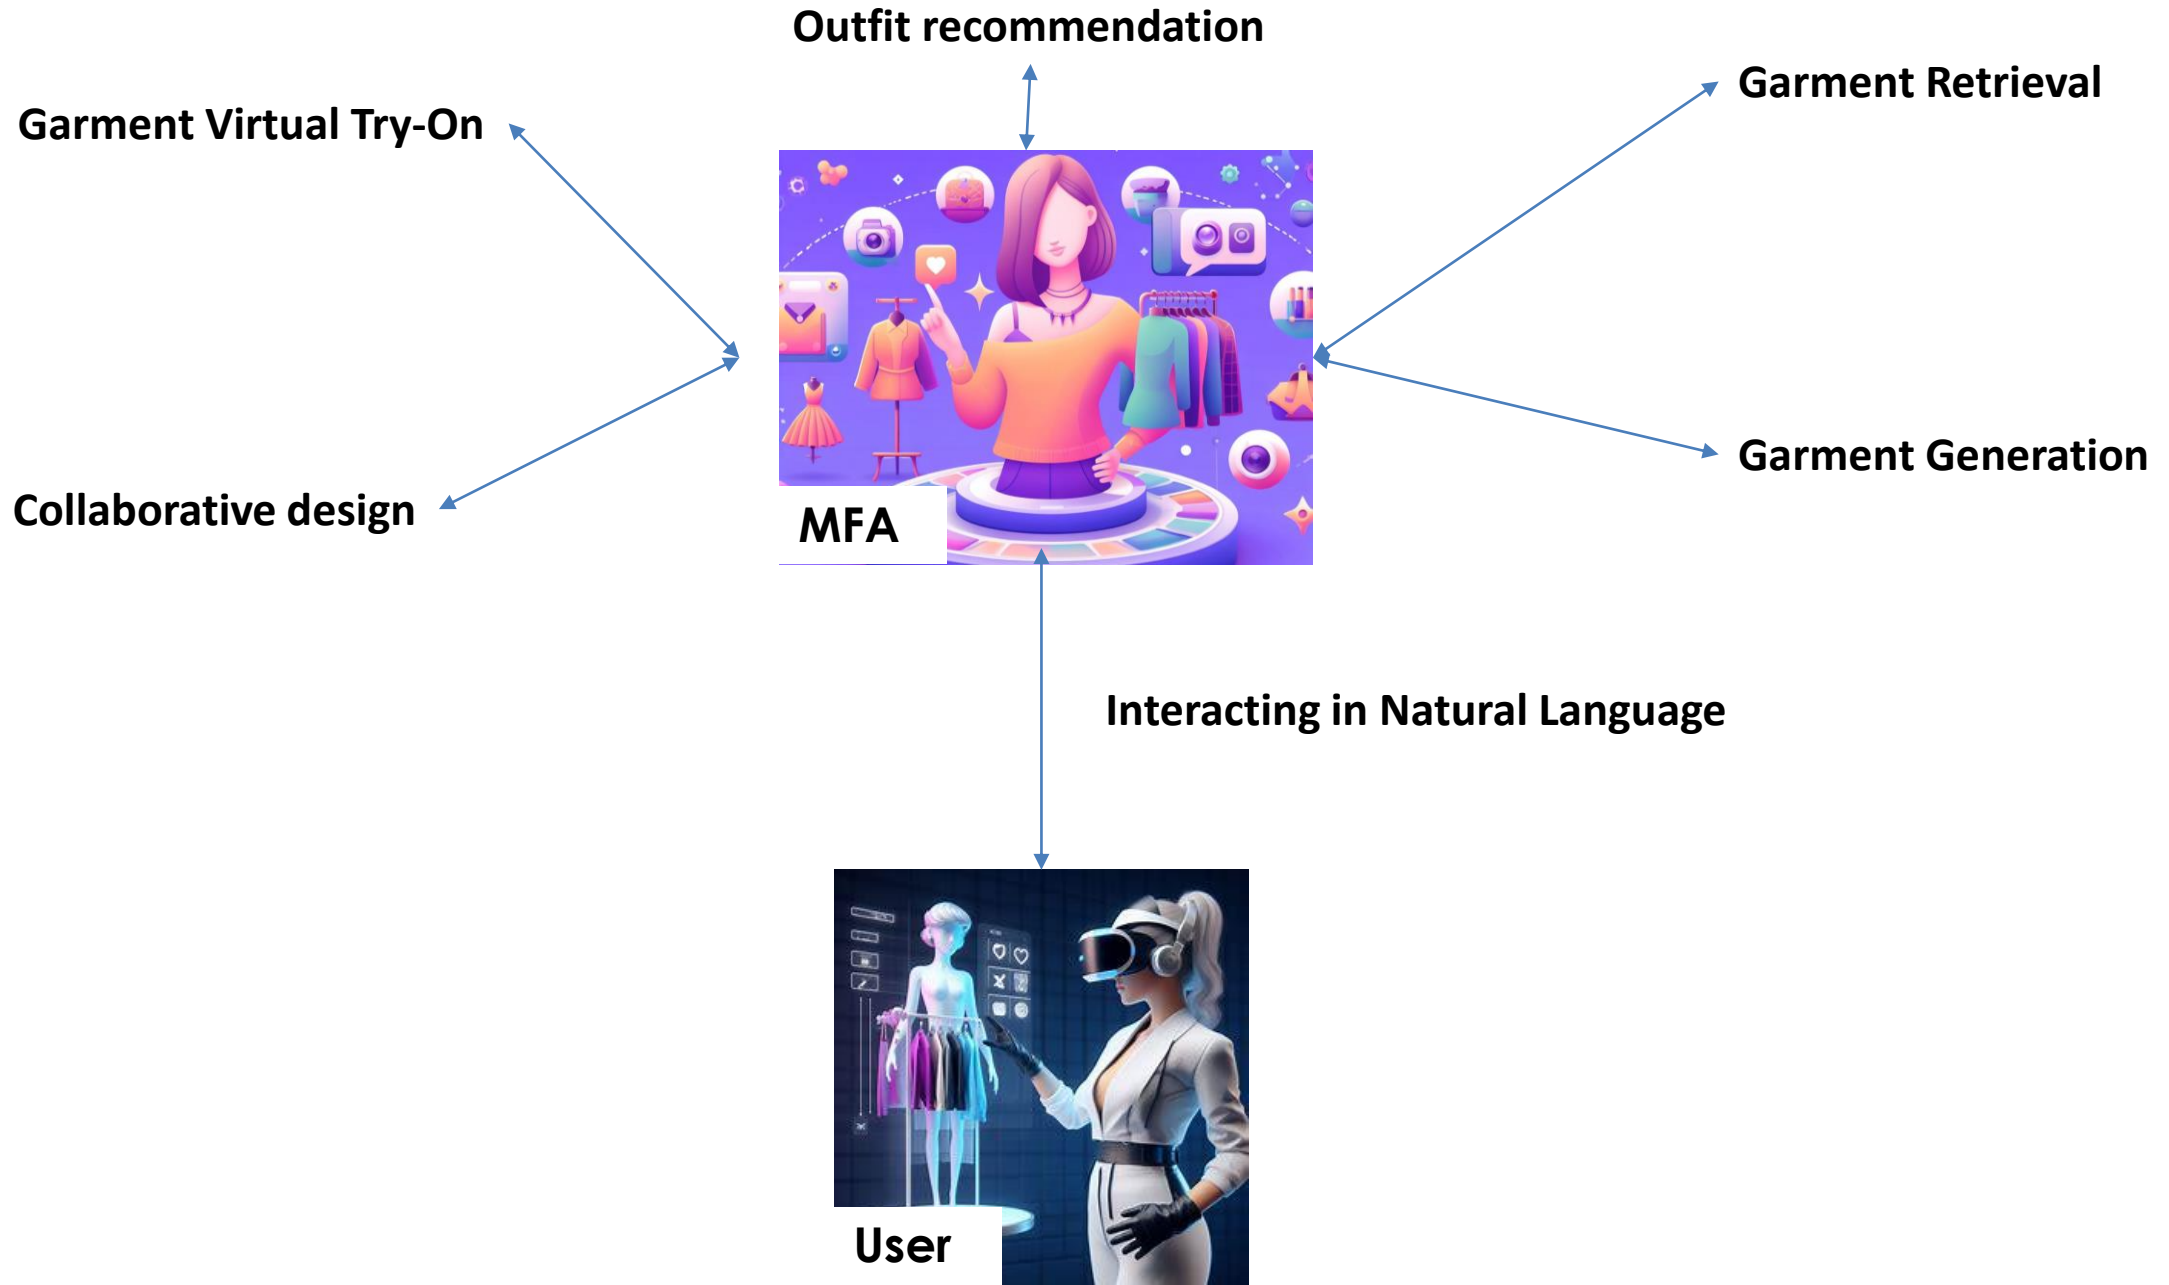 Outfit recommendation
Garment Retrieval
Garment Virtual Try-On
Garment Generation
Collaborative design
MFA
Interacting in Natural Language
User